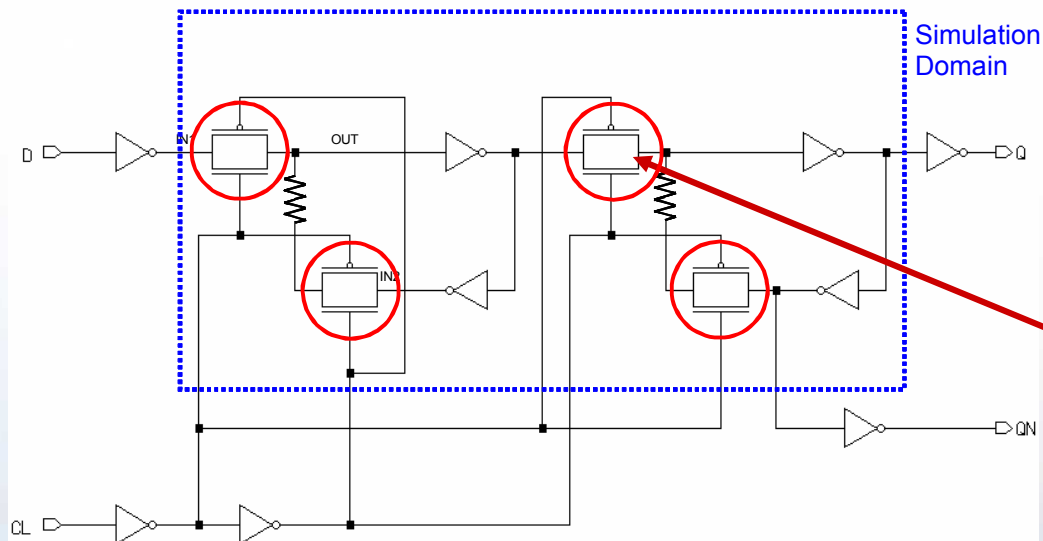 Simulation
Domain
D
IN1
OUT
Q
IN2
QN
CL